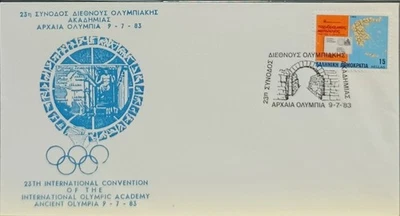 23η ΣΥΝΟΔΟΣ ΔΙΕΘΝΟΥΣ ΟΛΥΜΠΙΑΚΗΣ
ΑΚΑΔΗΜΙΑΣ
ΑΡΧΑΙΑ ΟΛΥΜΠΙΑ 9-7-83
25TH INTERNATIONAL CONVENTION
OF THE
INTERNATIONAL OLYMPIC ACADEMY
ANCIENT OLYMPIA 9-7-83
23η ΣΥΝΟΔΟΣ ΔΙΕΘΝΟΥΣ ΟΛΥΜΠΙΑΚΗΣ ΑΚΑΔΗΜΙΑΣ
ΑΡΧΑΙΑ ΟΛΥΜΠΙΑ 9-7-83
15
ΕΛΛΗΝΙΚΗ ΔΗΜΟΚΡΑΤΙΑ